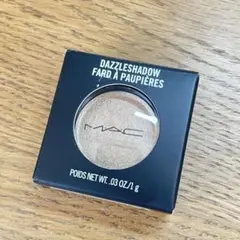 DAZZLESHADOW
FARD À PAUPIÈRES
MAC
POIDS NET WT. .03 OZ/1 g